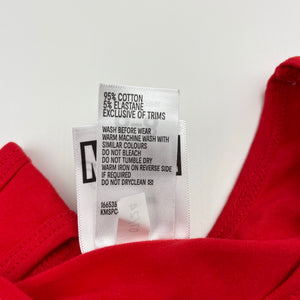 95% COTTON
5% ELASTANE
EXCLUSIVE OF TRIMS
WASH BEFORE WEAR
WARM MACHINE WASH WITH
SIMILAR COLOURS
DO NOT BLEACH
DO NOT TUMBLE DRY
WARM IRON ON REVERSE SIDE
IF REQUIRED
DO NOT DRYCLEAN